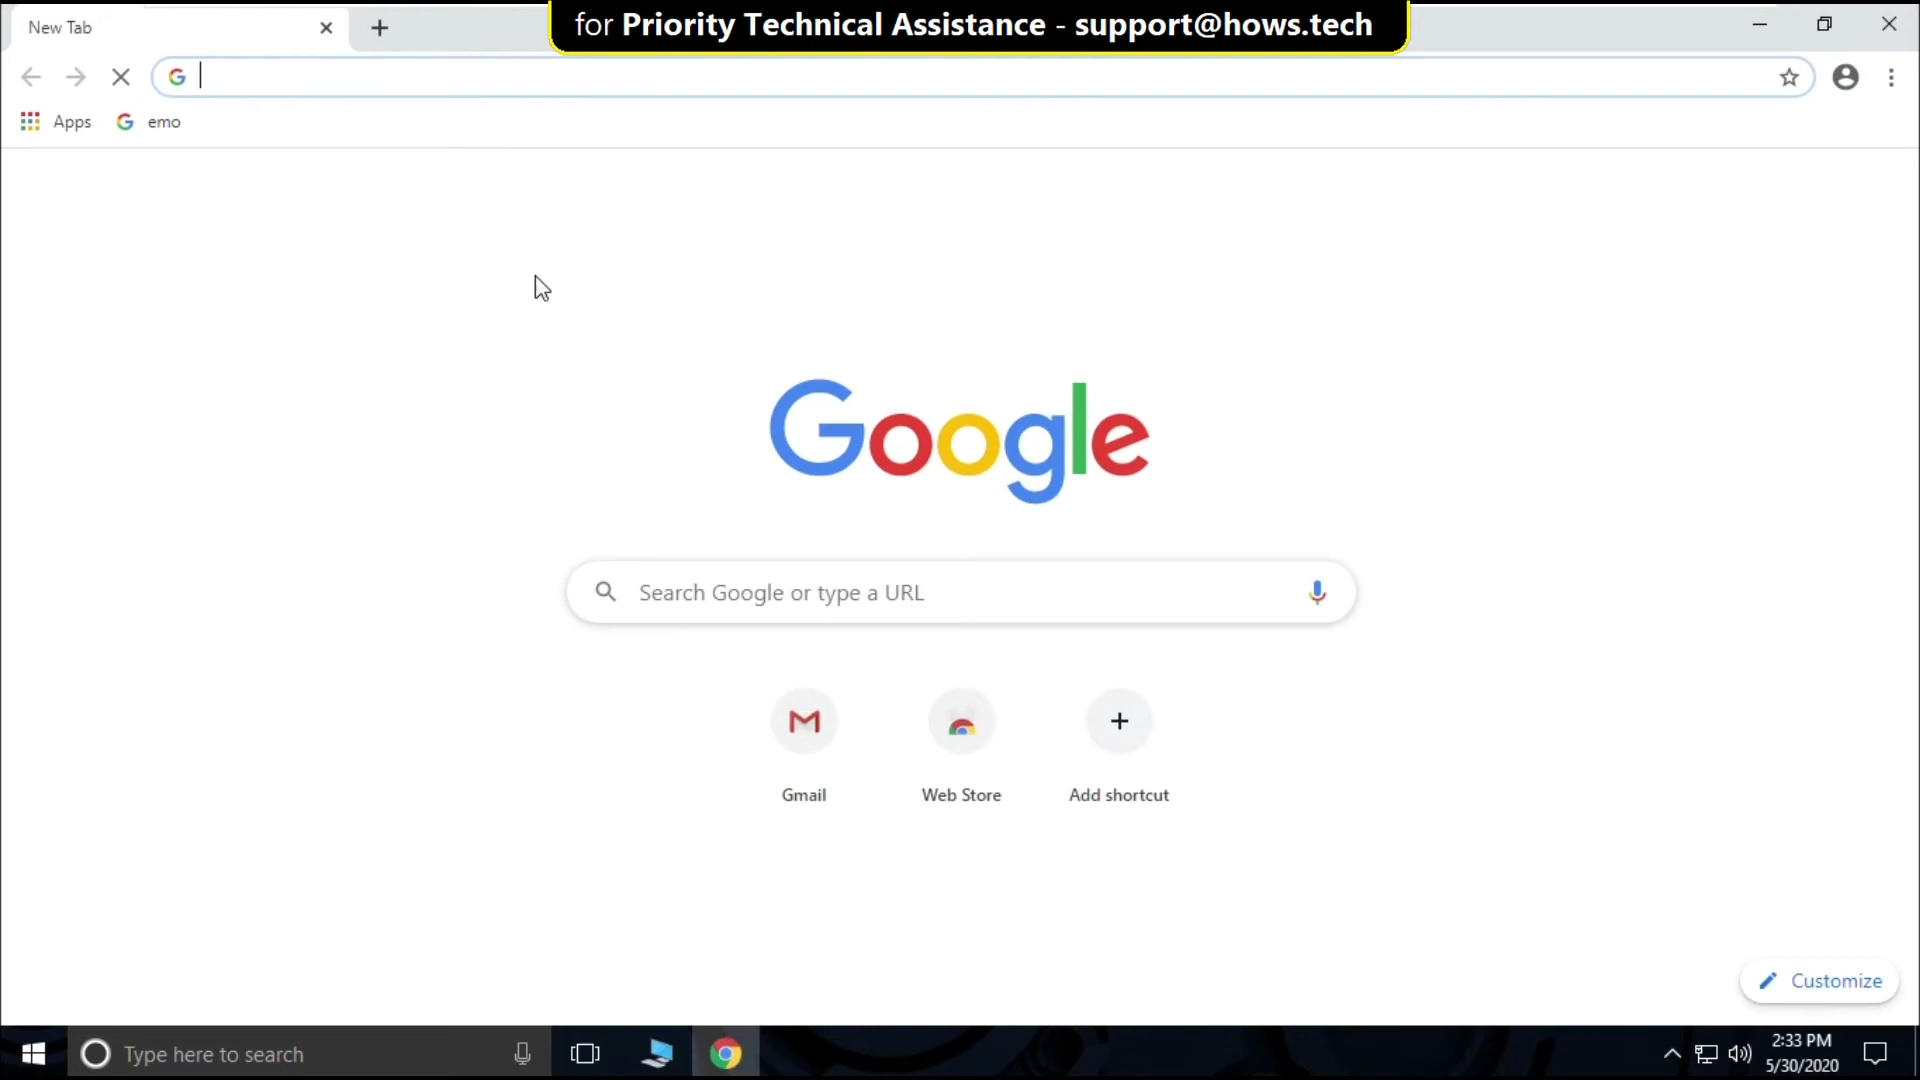 New Tab
for Priority Technical Assistance - support@hows.tech
Apps
emo
Google
Search Google or type a URL
Gmail
Web Store
Add shortcut
Customize
Type here to search
2:33 PM
5/30/2020